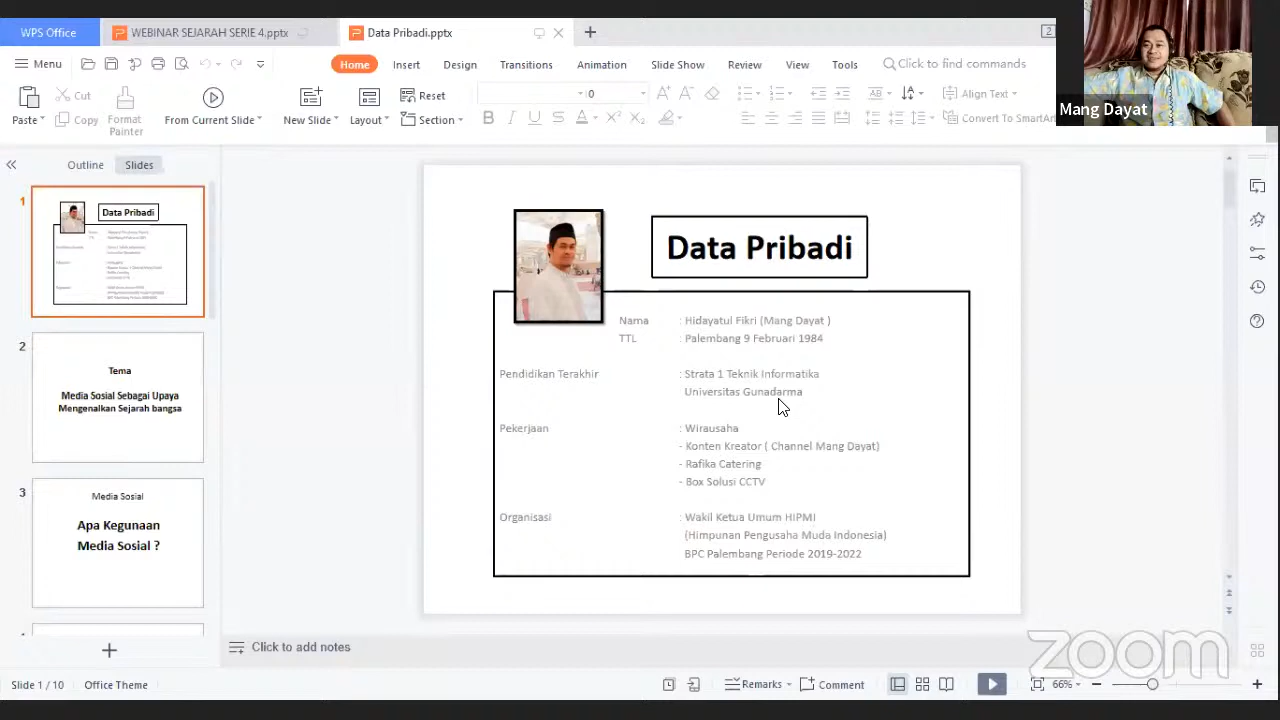 WPS Office
WEBINAR SEJARAH SERIE 4.pptx
Data Pribadi.pptx
2
Menu
Home
Insert
Design
Transitions
Animation
Slide Show
Review
View
Tools
Click to find commands
Paste
Cut
Copy
Format
Painter
From Current Slide
New Slide
Layout
Reset
Section
0
Align Text
Convert To SmartArt
Mang Dayat
Outline
Slides
1
Data Pribadi
2
Tema
Media Sosial Sebagai Upaya
Mengenalkan Sejarah bangsa
3
Media Sosial
Apa Kegunaan
Media Sosial ?
Data Pribadi
Nama : Hidayatul Fikri (Mang Dayat )
TTL : Palembang 9 Februari 1984
Pendidikan Terakhir : Strata 1 Teknik Informatika
Universitas Gunadarma
Pekerjaan : Wirausaha
- Konten Kreator ( Channel Mang Dayat)
- Rafika Catering
- Box Solusi CCTV
Organisasi : Wakil Ketua Umum HIPMI
(Himpunan Pengusaha Muda Indonesia)
BPC Palembang Periode 2019-2022
Click to add notes
zoom
Slide 1 / 10
Office Theme
Remarks
Comment
66%